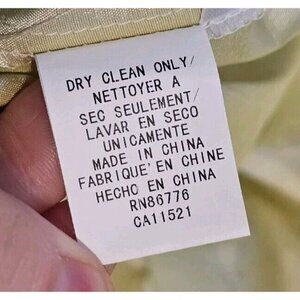 DRY CLEAN ONLY/
NETTOYER A
SEC SEULEMENT/
LAVAR EN SECO
UNICAMENTE
MADE IN CHINA
FABRIQUE' EN CHINE
HECHO EN CHINA
RN86776
CA11521